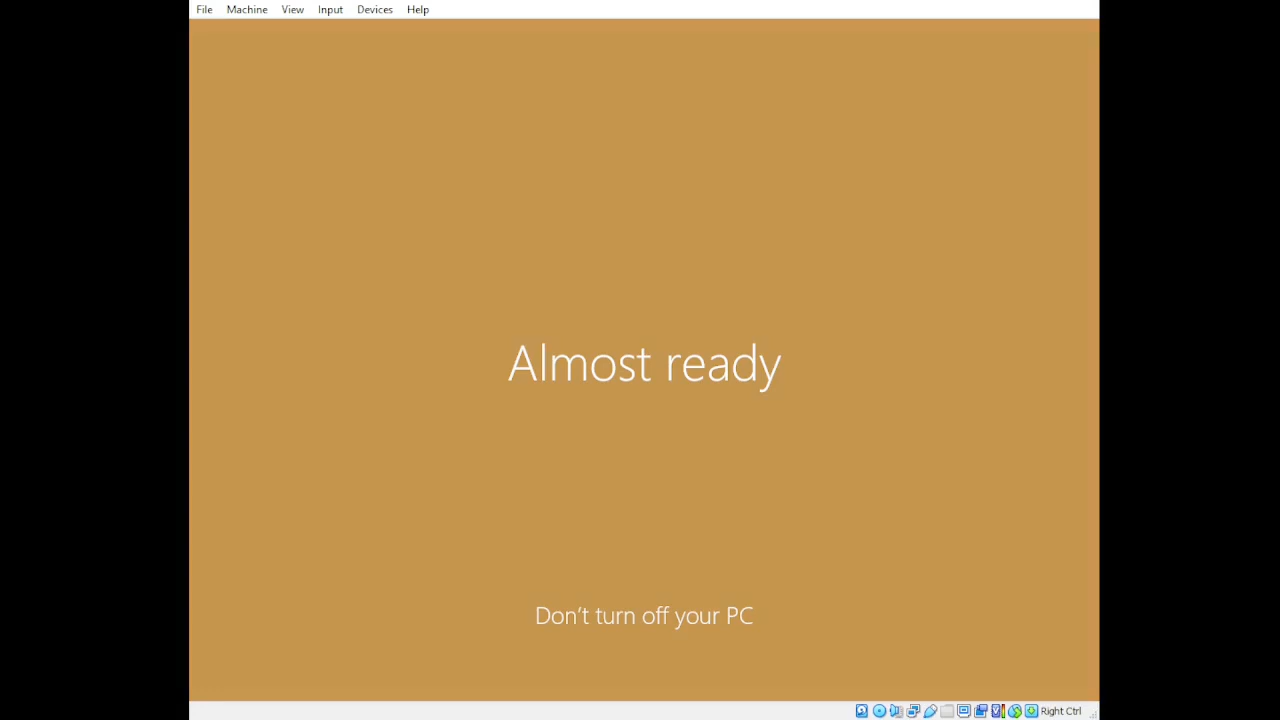 File Machine View Input Devices Help
Almost ready
Don't turn off your PC
Right Ctrl